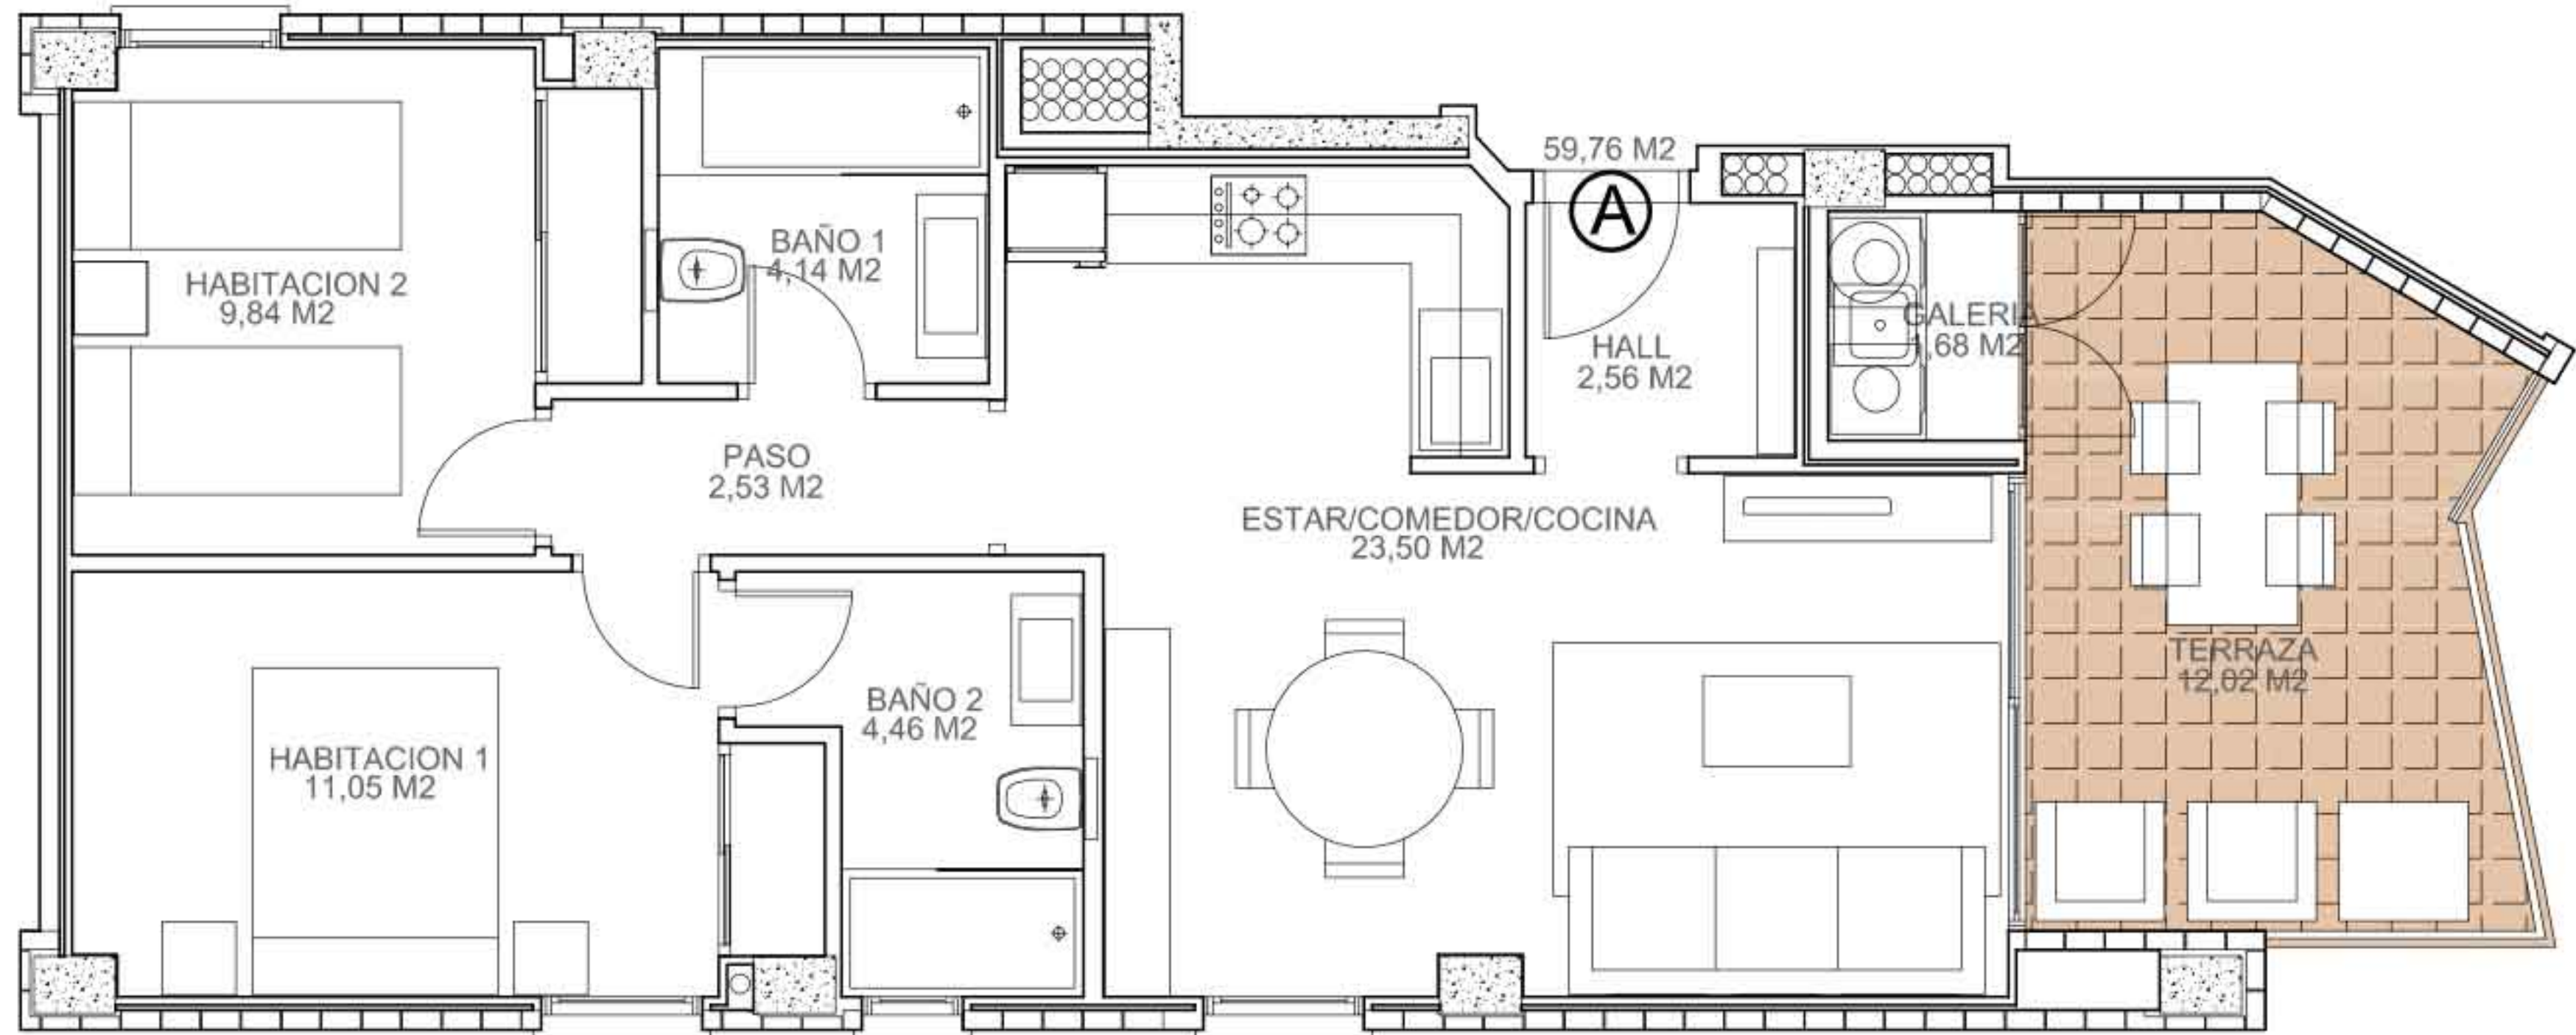 59,76 M2
A
BAÑO 1
4,14 M2
HABITACION 2
9,84 M2
GALERIA
1,68 M2
HALL
2,56 M2
PASO
2,53 M2
ESTAR/COMEDOR/COCINA
23,50 M2
TERRAZA
12,02 M2
BAÑO 2
4,46 M2
HABITACION 1
11,05 M2